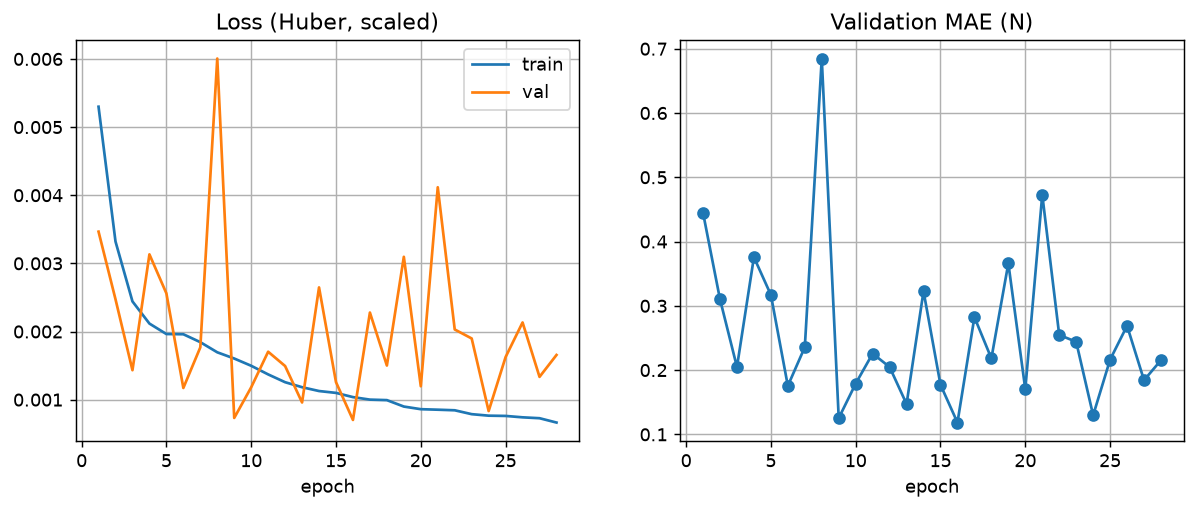 Loss (Huber, scaled)
0.006
0.005
0.004
0.003
0.002
0.001
0 5 10 15 20 25
epoch
train
val
Validation MAE (N)
0.7
0.6
0.5
0.4
0.3
0.2
0.1
0 5 10 15 20 25
epoch